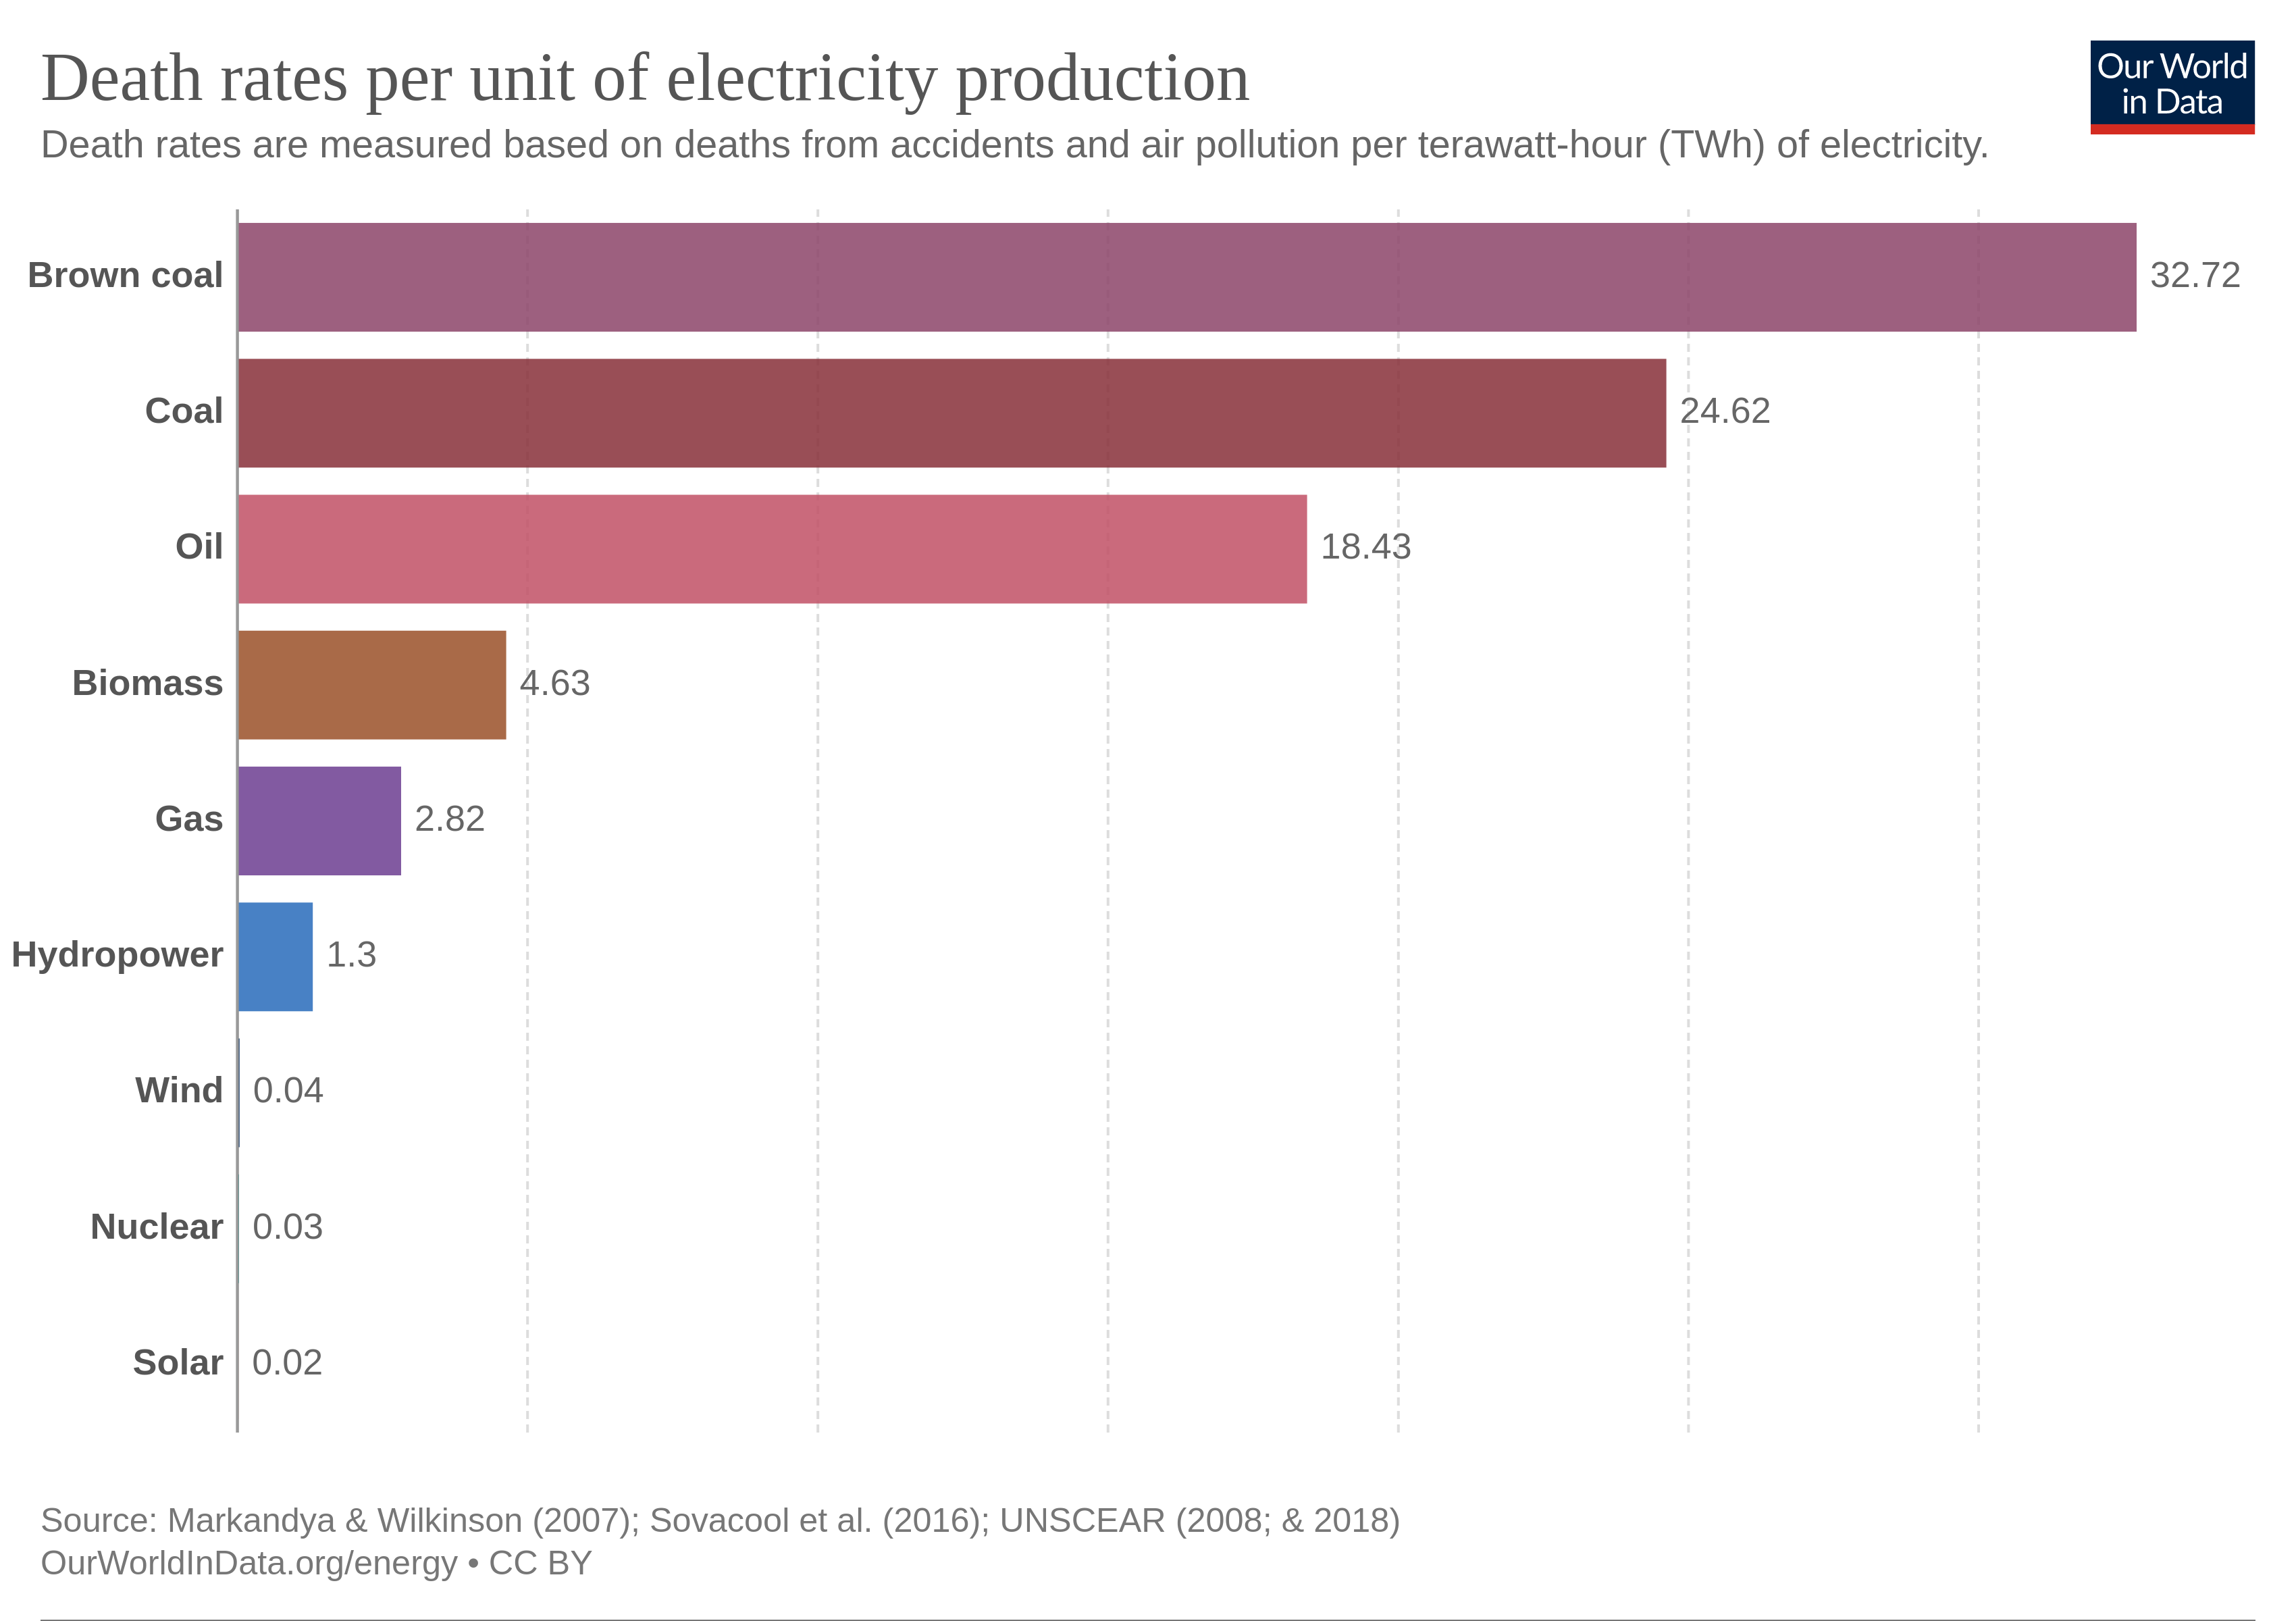 Death rates per unit of electricity production
Our World
in Data
Death rates are measured based on deaths from accidents and air pollution per terawatt-hour (TWh) of electricity.
Brown coal 32.72
Coal 24.62
Oil 18.43
Biomass 4.63
Gas 2.82
Hydropower 1.3
Wind 0.04
Nuclear 0.03
Solar 0.02
Source: Markandya & Wilkinson (2007); Sovacool et al. (2016); UNSCEAR (2008; & 2018)
OurWorldInData.org/energy • CC BY